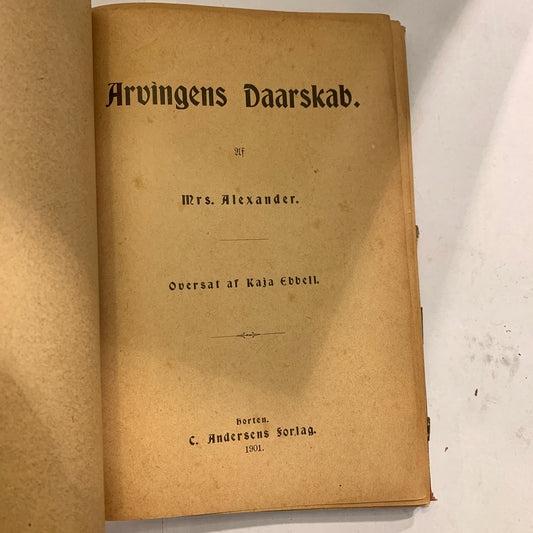 Arvingens Daarskab.
Af
Mrs. Alexander.
Oversat af Kaja Ebbell.
Horten.
C. Andersens Forlag.
1901.